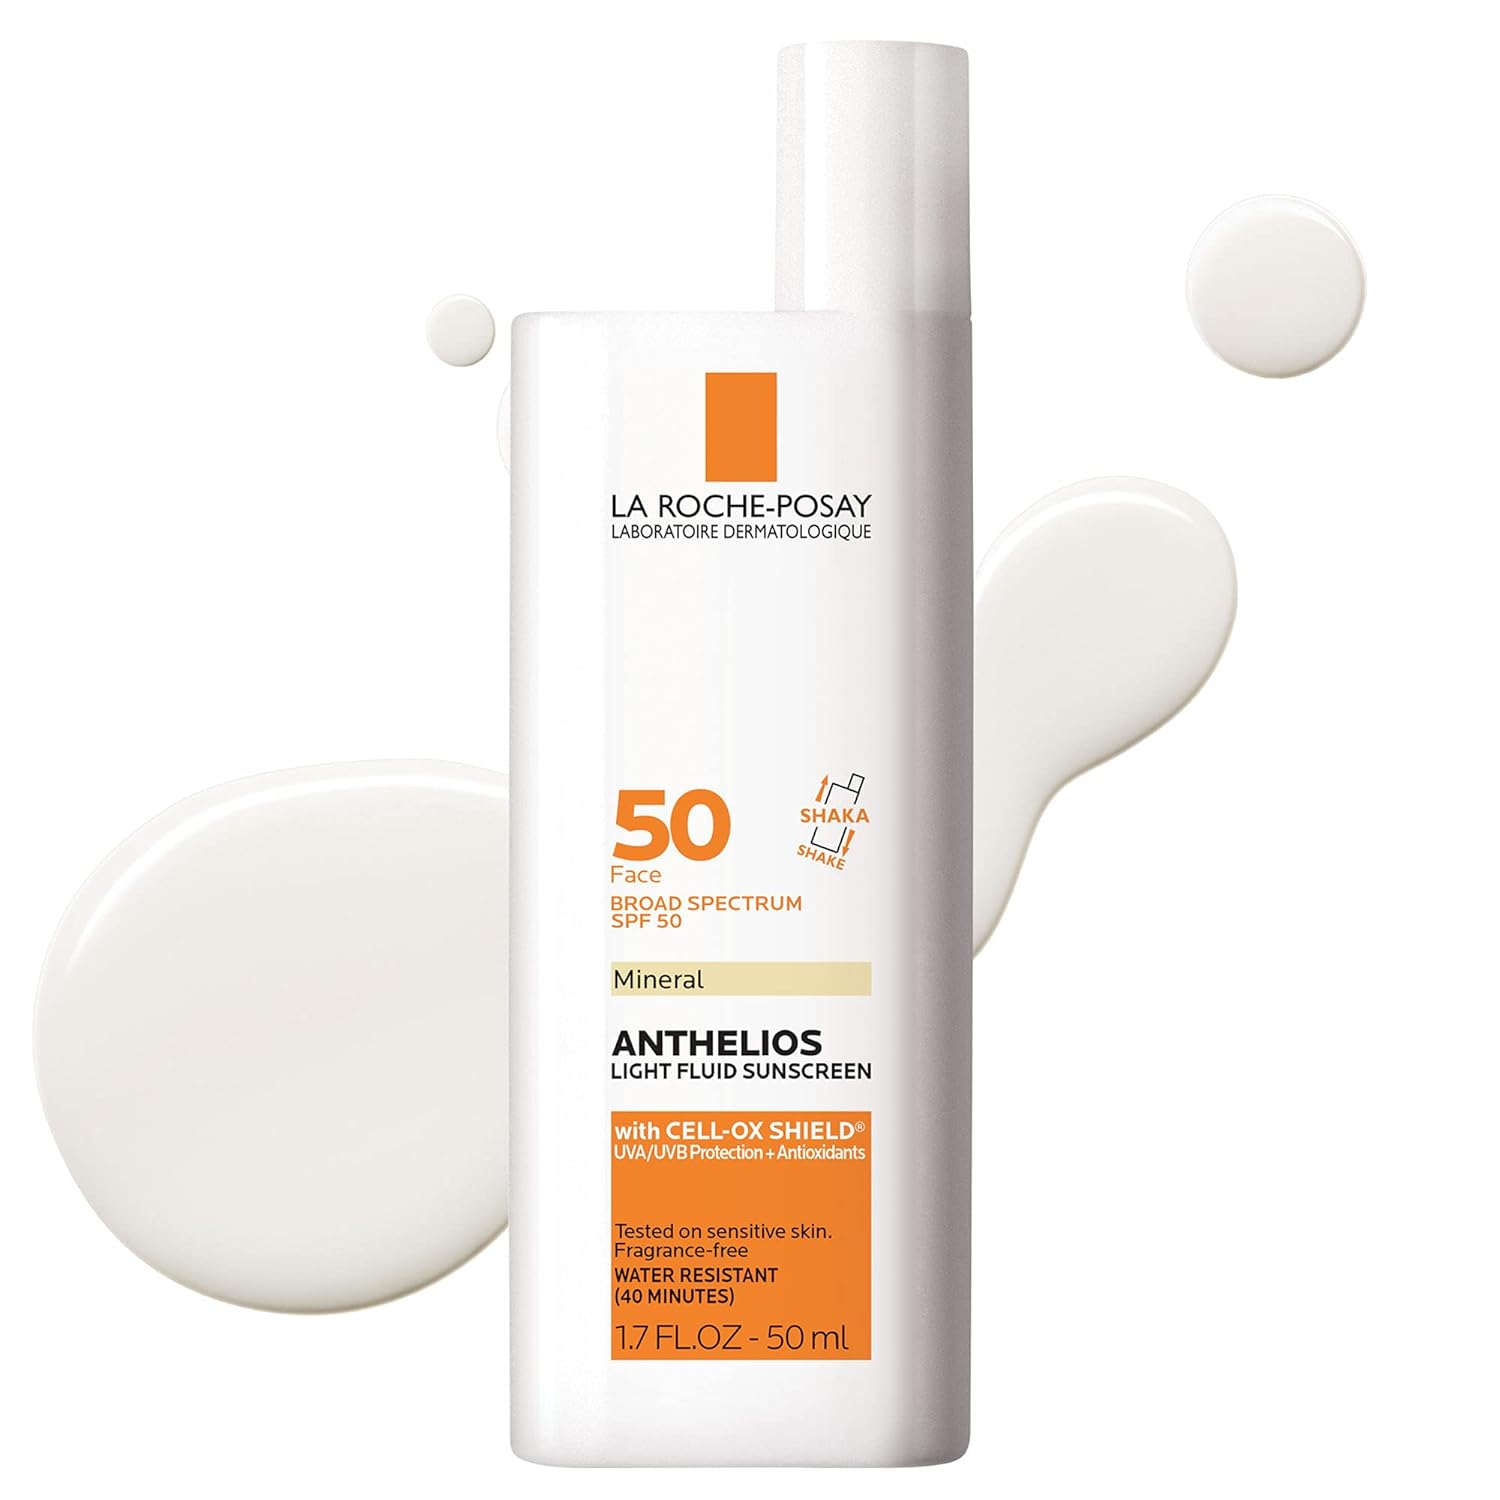 LA ROCHE-POSAY
LABORATOIRE DERMATOLOGIQUE
50
Face
BROAD SPECTRUM
SPF 50
SHAKA
SHAKE
Mineral
ANTHELIOS
LIGHT FLUID SUNSCREEN
with CELL-OX SHIELD®
UVA/UVB Protection + Antioxidants
Tested on sensitive skin.
Fragrance-free
WATER RESISTANT
(40 MINUTES)
1.7 FL.OZ - 50 ml